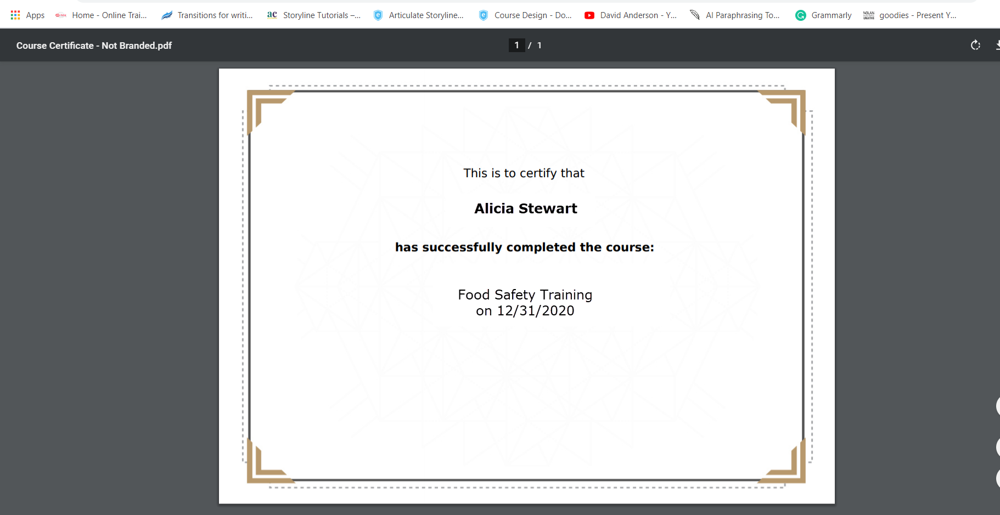 Apps Home - Online Trai... Transitions for writi... ac Storyline Tutorials –... Articulate Storyline... Course Design - Do... David Anderson - Y... AI Paraphrasing To... Grammarly goodies - Present Y...
Course Certificate - Not Branded.pdf 1 / 1
This is to certify that
Alicia Stewart
has successfully completed the course:
Food Safety Training
on 12/31/2020